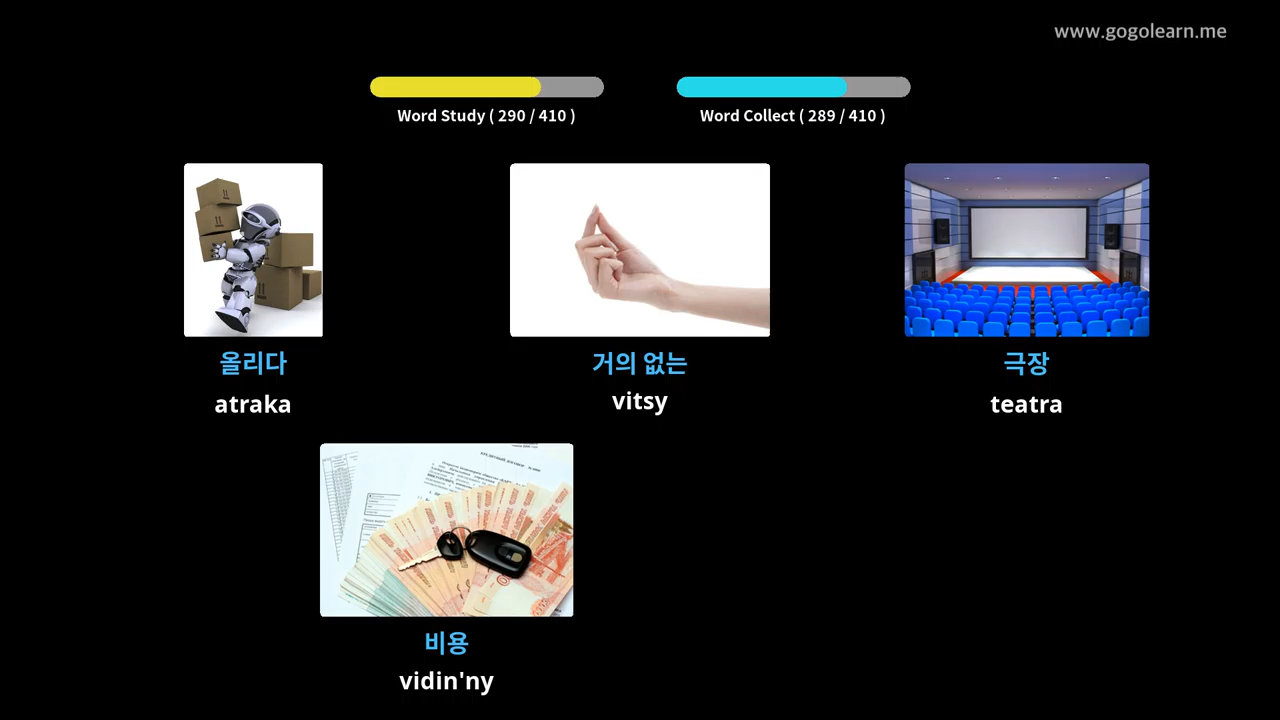 www.gogolearn.me
Word Study ( 290 / 410 )
Word Collect ( 289 / 410 )
올리다
atraka
거의 없는
vitsy
극장
teatra
비용
vidin'ny